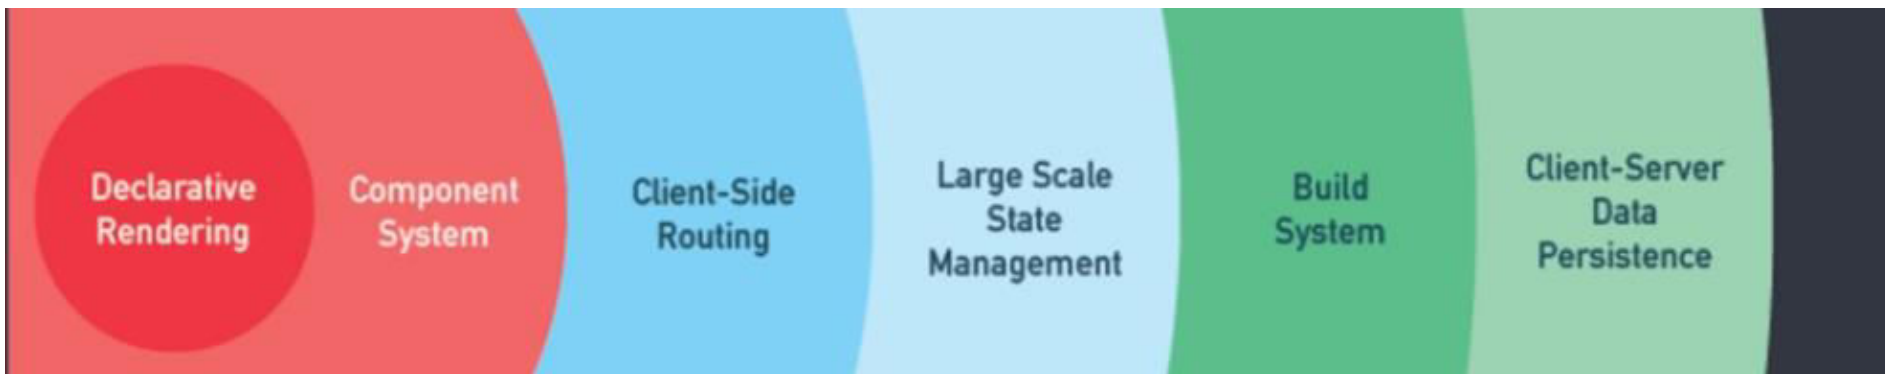 Declarative
Rendering
Component
System
Client-Side
Routing
Large Scale
State
Management
Build
System
Client-Server
Data
Persistence